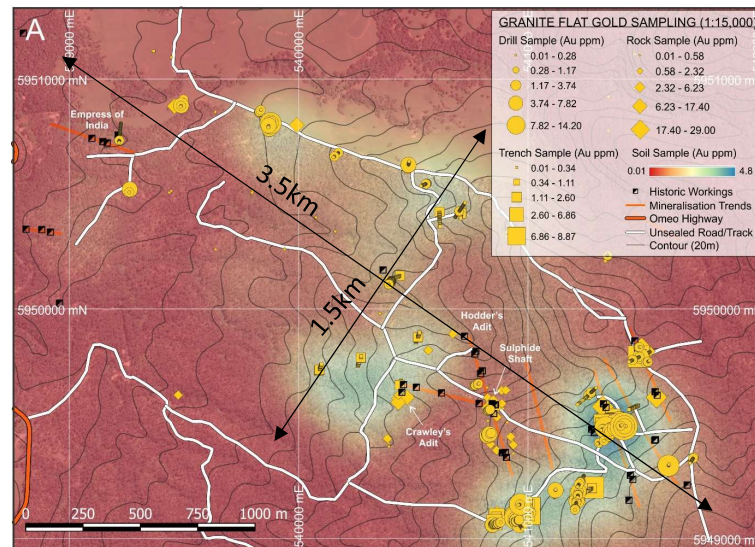 A
GRANITE FLAT GOLD SAMPLING (1:15,000)
Drill Sample (Au ppm)
0.01 - 0.28
0.28 - 1.17
1.17 - 3.74
3.74 - 7.82
7.82 - 14.20
Rock Sample (Au ppm)
0.01 - 0.58
0.58 - 2.32
2.32 - 6.23
6.23 - 17.40
17.40 - 29.00
Trench Sample (Au ppm)
0.01 - 0.34
0.34 - 1.11
1.11 - 2.60
2.60 - 6.86
6.86 - 8.87
Soil Sample (Au ppm)
0.01 4.8
Historic Workings
Mineralisation Trends
Omeo Highway
Unsealed Road/Track
Contour (20m)
539000 mE
540000 mE
5951000 mN
5951000 mN
Empress of
India
3.5km
1.5km
5950000 mN
5950000 mN
Hodder's
Adit
Sulphide
Shaft
Crawley's
Adit
0 250 500 750 1000 m
540000 mE
541000 mE
5949000 mN